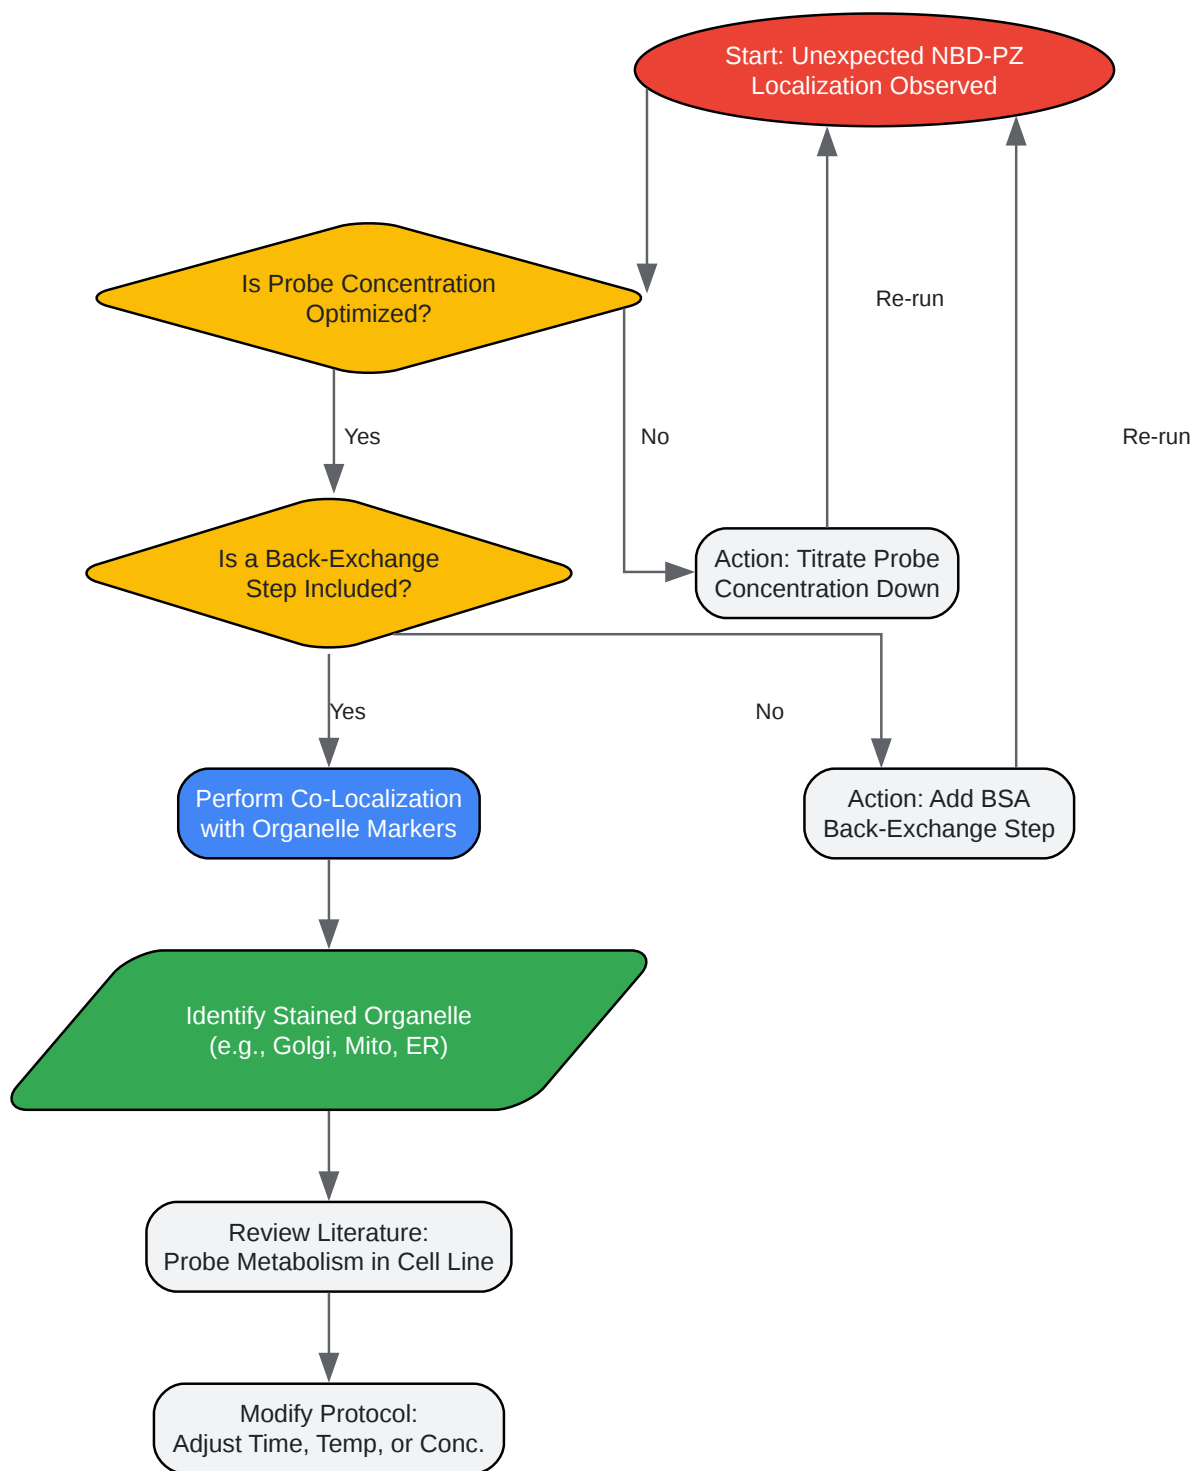 Start: Unexpected NBD-PZ
Localization Observed
Is Probe Concentration
Optimized?
Re-run
Yes
No
Re-run
Is a Back-Exchange
Step Included?
Action: Titrate Probe
Concentration Down
Yes
No
Perform Co-Localization
with Organelle Markers
Action: Add BSA
Back-Exchange Step
Identify Stained Organelle
(e.g., Golgi, Mito, ER)
Review Literature:
Probe Metabolism in Cell Line
Modify Protocol:
Adjust Time, Temp, or Conc.